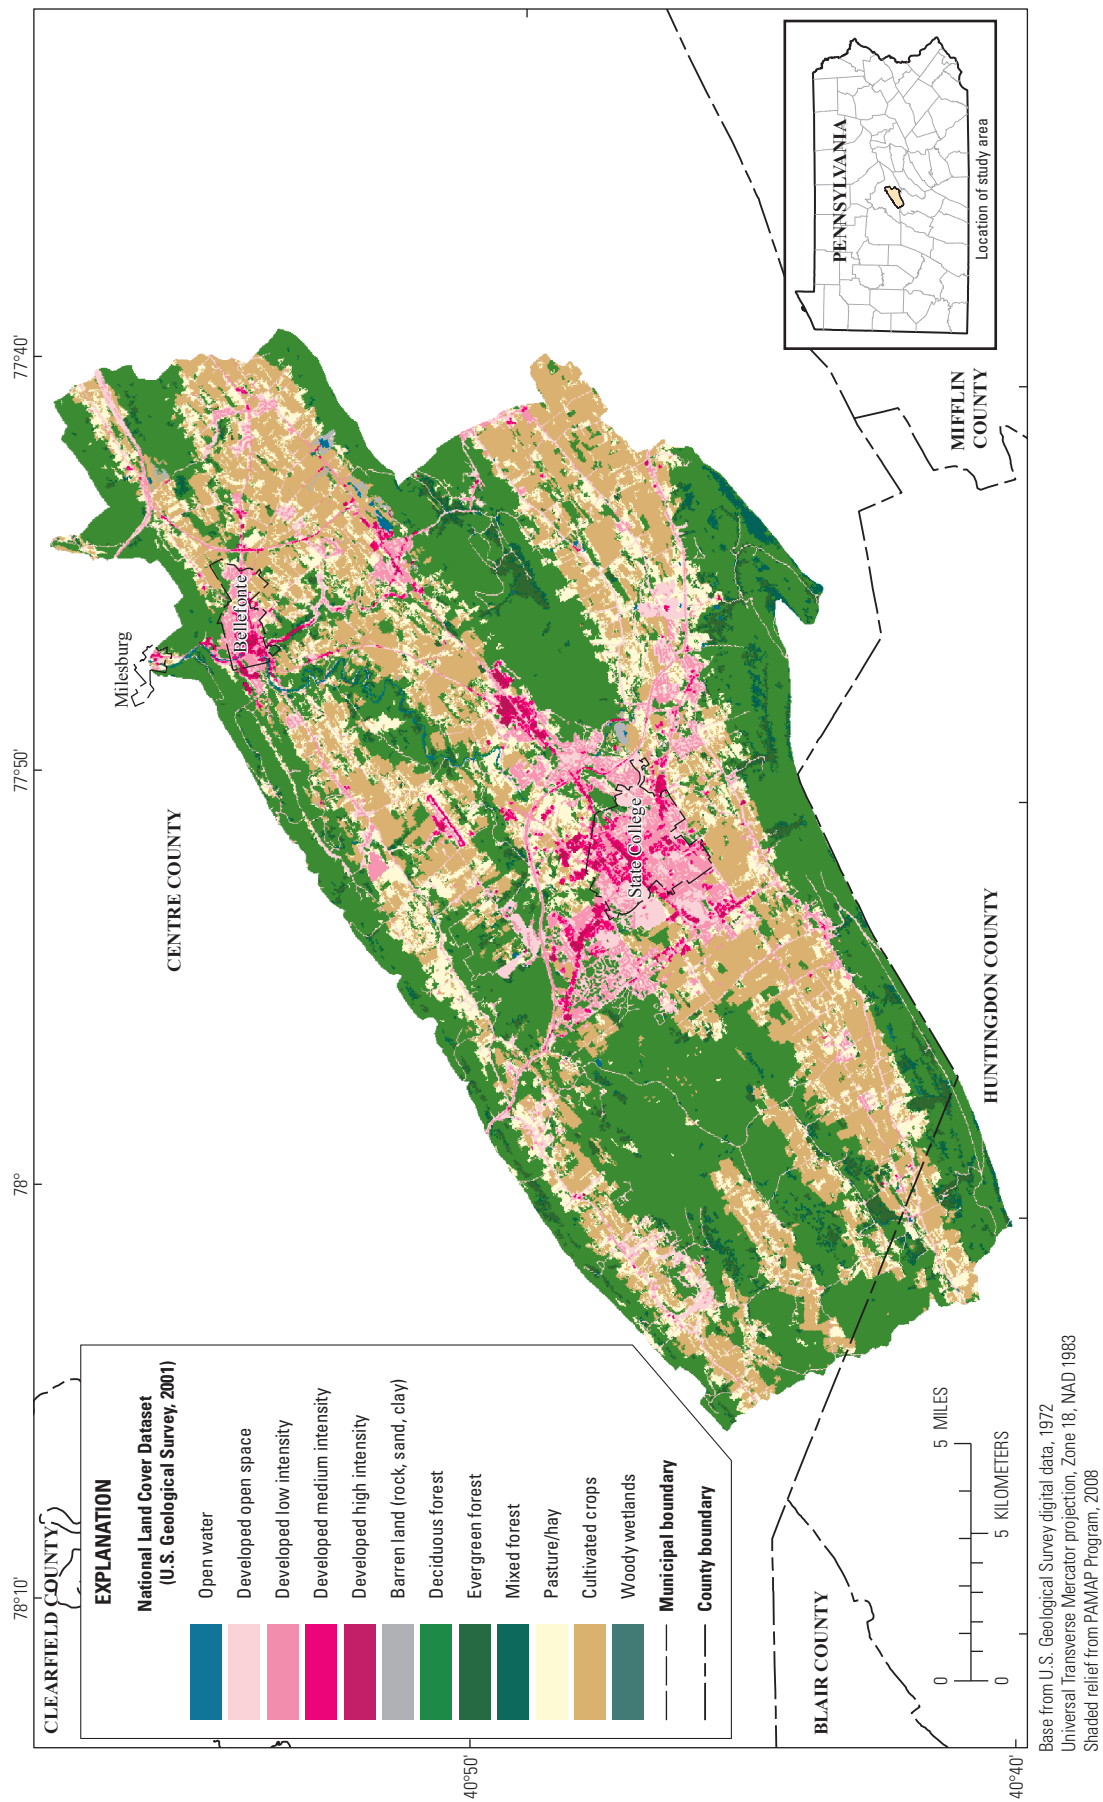 78°10'
78°
77°50'
77°40'
40°50'
40°40'
CLEARFIELD COUNTY
CENTRE COUNTY
Milesburg
Bellefonte
State College
HUNTINGDON COUNTY
MIFFLIN
COUNTY
BLAIR COUNTY
EXPLANATION
National Land Cover Dataset
(U.S. Geological Survey, 2001)
Open water
Developed open space
Developed low intensity
Developed medium intensity
Developed high intensity
Barren land (rock, sand, clay)
Deciduous forest
Evergreen forest
Mixed forest
Pasture/hay
Cultivated crops
Woody wetlands
Municipal boundary
County boundary
0 5 MILES
0 5 KILOMETERS
PENNSYLVANIA
Location of study area
Base from U.S. Geological Survey digital data, 1972
Universal Transverse Mercator projection, Zone 18, NAD 1983
Shaded relief from PAMAP Program, 2008